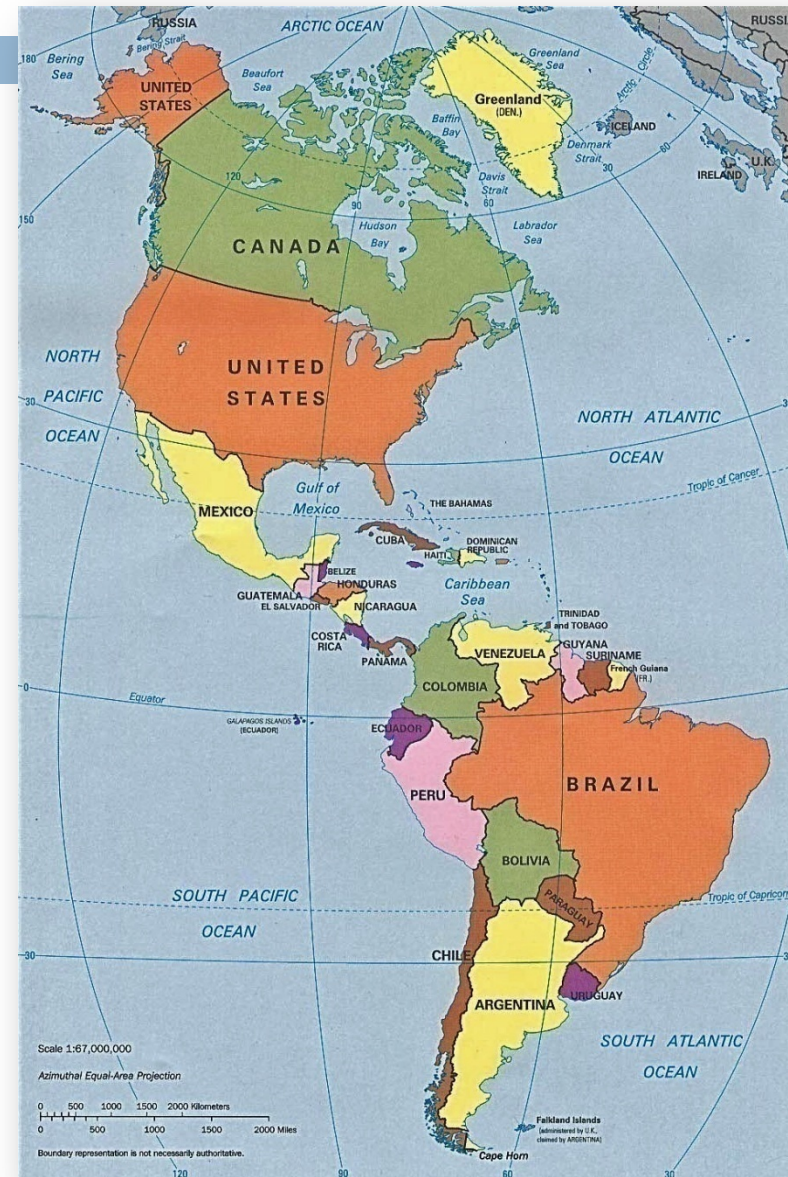 RUSSIA
ARCTIC OCEAN
RUSSI
Bering Strait
180
Bering
Sea
Beaufort
Sea
Greenland
Sea
UNITED
STATES
Greenland
(DEN.)
Arctic Circle
Baffin
Bay
ICELAND
Denmark
Strait
60
U.K.
IRELAND
120
Davis
Strait
30
150
90
60
Hudson
Bay
Labrador
Sea
CANADA
NORTH
PACIFIC
OCEAN
UNITED
STATES
30
NORTH ATLANTIC
OCEAN
Tropic of Cancer
Gulf of
Mexico
MEXICO
THE BAHAMAS
CUBA
DOMINICAN
REPUBLIC
HAITI
BELIZE
Caribbean
Sea
HONDURAS
GUATEMALA
EL SALVADOR
NICARAGUA
TRINIDAD
and TOBAGO
COSTA
RICA
PANAMA
VENEZUELA
GUYANA
SURINAME
French Guiana
(FR.)
COLOMBIA
0
Equator
GALAPAGOS ISLANDS
(ECUADOR)
ECUADOR
PERU
BRAZIL
BOLIVIA
SOUTH PACIFIC
OCEAN
PARAGUAY
Tropic of Capricorn
30
CHILE
ARGENTINA
URUGUAY
SOUTH ATLANTIC
OCEAN
Scale 1:67,000,000
Azimuthal Equal-Area Projection
0 500 1000 1500 2000 Kilometers
0 500 1000 1500 2000 Miles
Boundary representation is not necessarily authoritative.
Falkland Islands
(administered by U.K.,
claimed by ARGENTINA)
Cape Horn
120
90
60
30